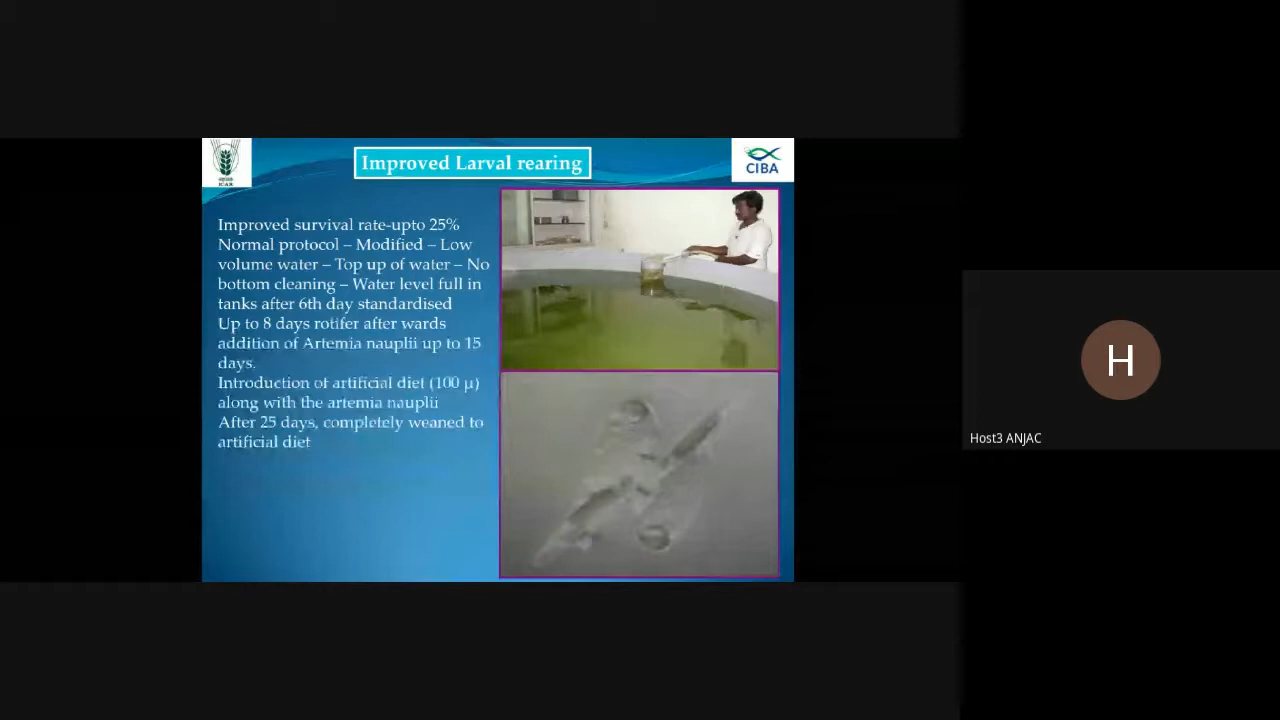 Improved Larval rearing
ICAR
CIBA
Improved survival rate-upto 25%
Normal protocol – Modified – Low
volume water – Top up of water – No
bottom cleaning – Water level full in
tanks after 6th day standardised
Up to 8 days rotifer after wards
addition of Artemia nauplii up to 15
days.
Introduction of artificial diet (100 µ)
along with the artemia nauplii
After 25 days, completely weaned to
artificial diet
H
Host3 ANJAC